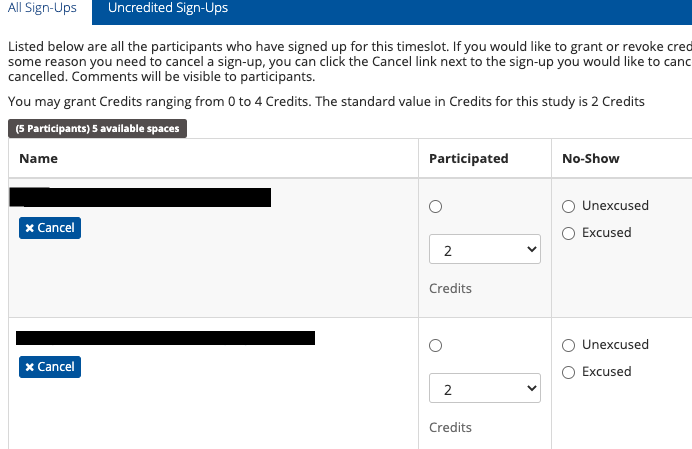 All Sign-Ups Uncredited Sign-Ups
Listed below are all the participants who have signed up for this timeslot. If you would like to grant or revoke cred
some reason you need to cancel a sign-up, you can click the Cancel link next to the sign-up you would like to canc
cancelled. Comments will be visible to participants.
You may grant Credits ranging from 0 to 4 Credits. The standard value in Credits for this study is 2 Credits
(5 Participants) 5 available spaces
Name Participated No-Show
Unexcused
× Cancel
Excused
2
Credits
Unexcused
× Cancel
Excused
2
Credits